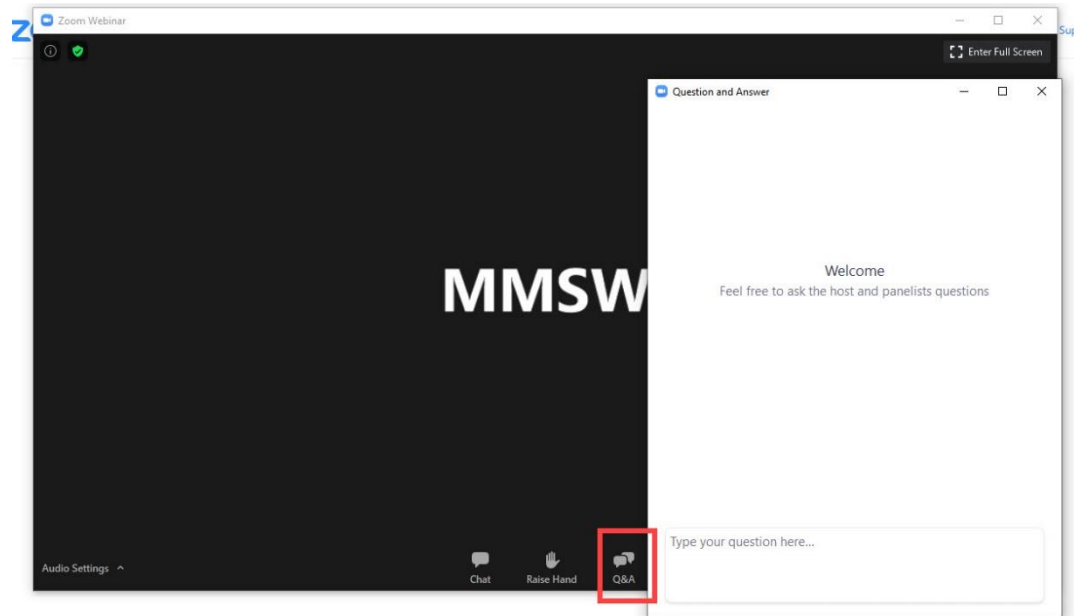 Zoom Webinar
Enter Full Screen
Question and Answer
MMSW
Welcome
Feel free to ask the host and panelists questions
Type your question here...
Audio Settings
Chat
Raise Hand
Q&A